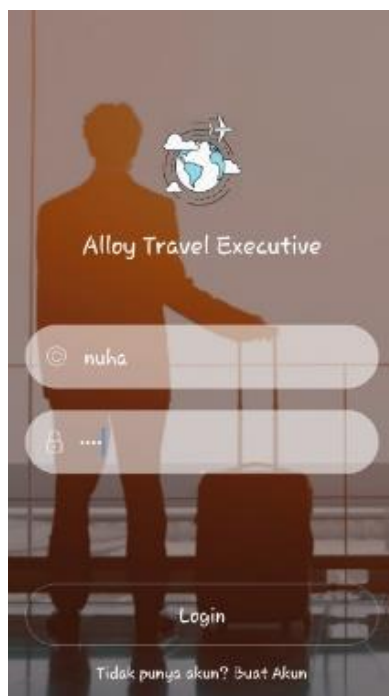 Alloy Travel Executive
nuha
....
Login
Tidak punya akun? Buat Akun